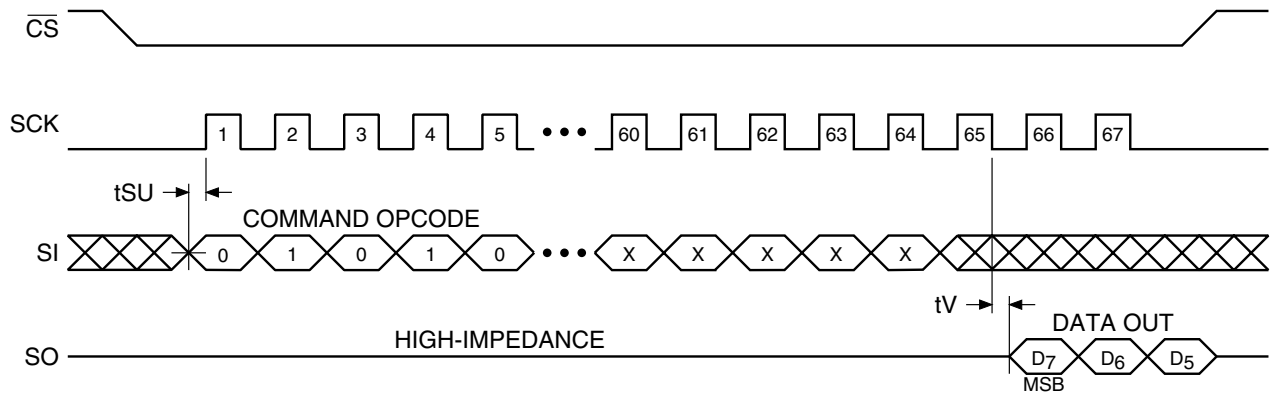 CS
SCK
1 2 3 4 5 ••• 60 61 62 63 64 65 66 67
tSU
COMMAND OPCODE
SI
0 1 0 1 0 ••• X X X X X
tV
HIGH-IMPEDANCE
DATA OUT
SO
D7 D6 D5
MSB